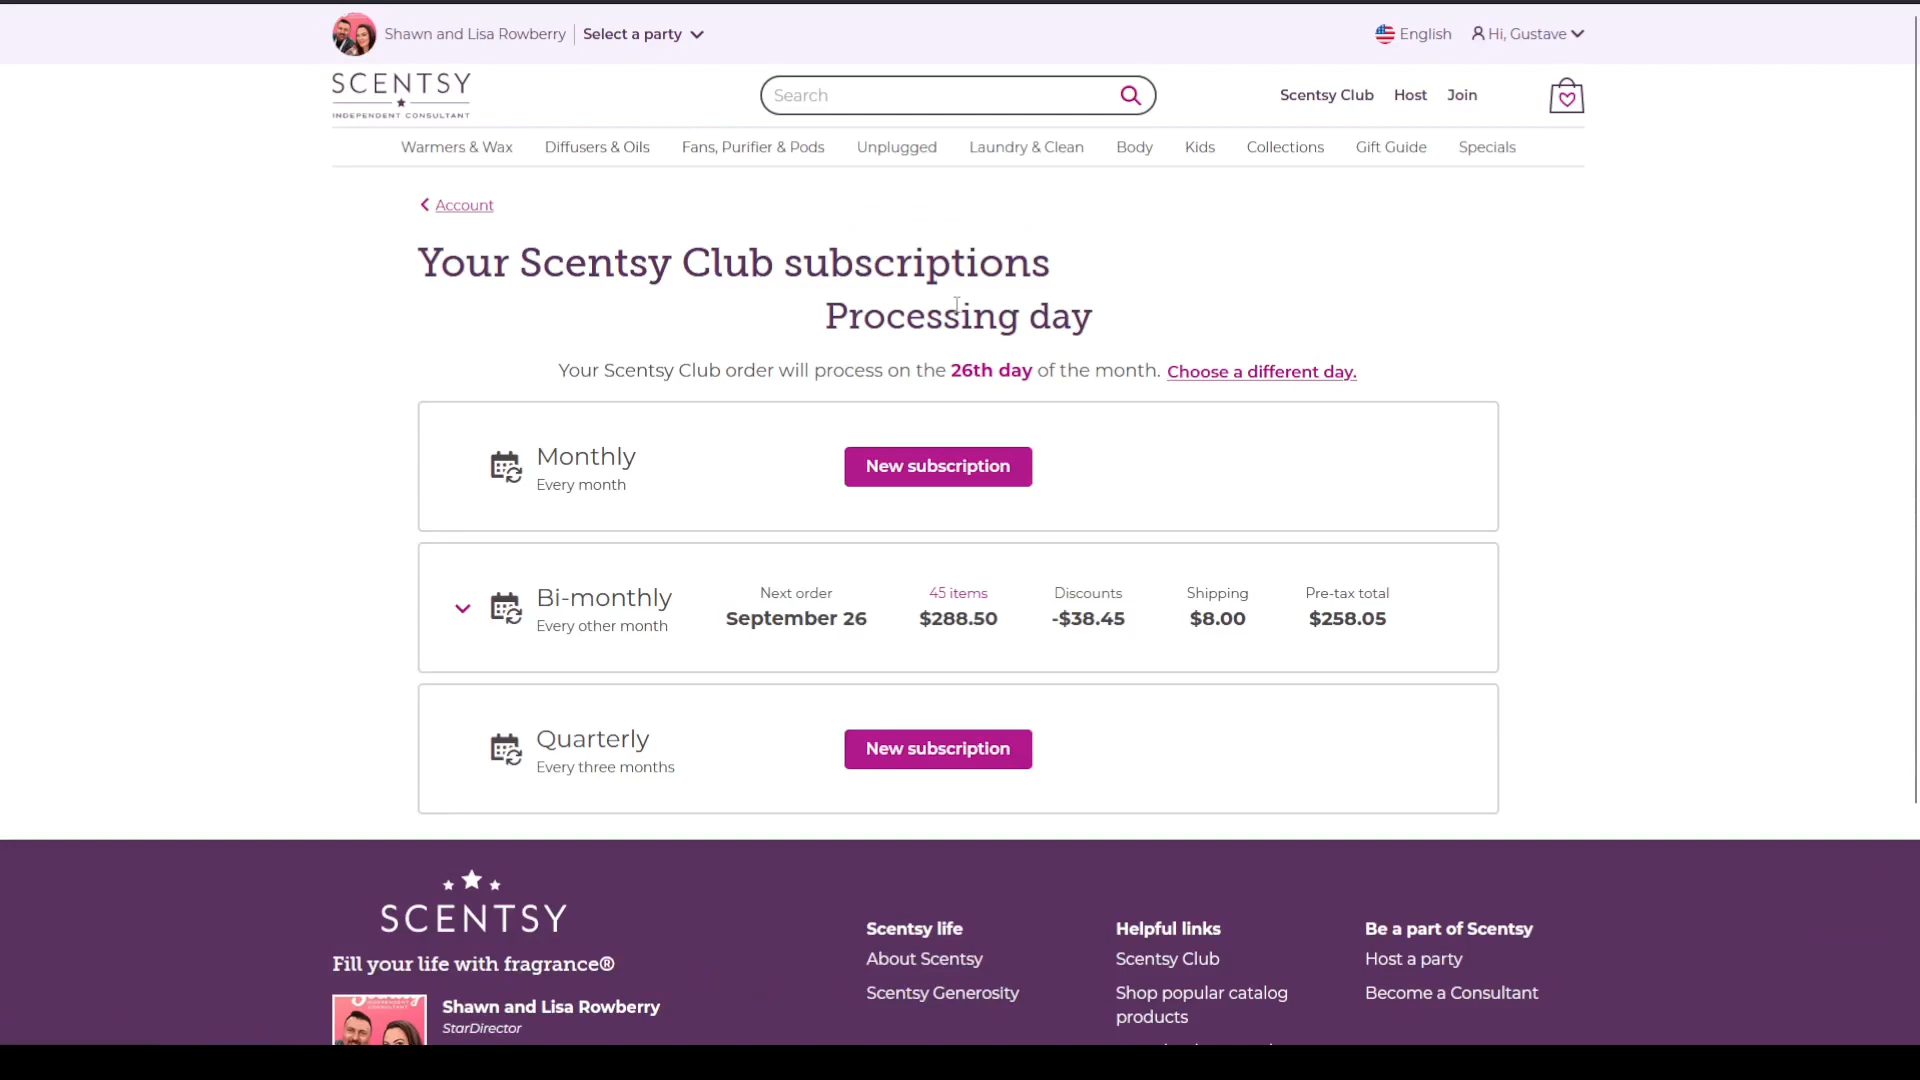 Shawn and Lisa Rowberry Select a party English Hi, Gustave
SCENTSY
INDEPENDENT CONSULTANT
Search
Scentsy Club Host Join
Warmers & Wax Diffusers & Oils Fans, Purifier & Pods Unplugged Laundry & Clean Body Kids Collections Gift Guide Specials
Account
Your Scentsy Club subscriptions
Processing day
Your Scentsy Club order will process on the 26th day of the month. Choose a different day.
Monthly
Every month
New subscription
Bi-monthly
Every other month
Next order
September 26
45 items
$288.50
Discounts
-$38.45
Shipping
$8.00
Pre-tax total
$258.05
Quarterly
Every three months
New subscription
SCENTSY
Fill your life with fragrance®
Shawn and Lisa Rowberry
StarDirector
Scentsy life
About Scentsy
Scentsy Generosity
Helpful links
Scentsy Club
Shop popular catalog
products
Be a part of Scentsy
Host a party
Become a Consultant